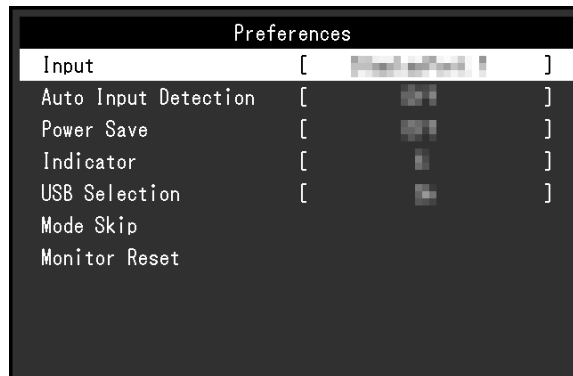 Preferences
Input [ ]
Auto Input Detection [ ]
Power Save [ ]
Indicator [ ]
USB Selection [ ]
Mode Skip
Monitor Reset